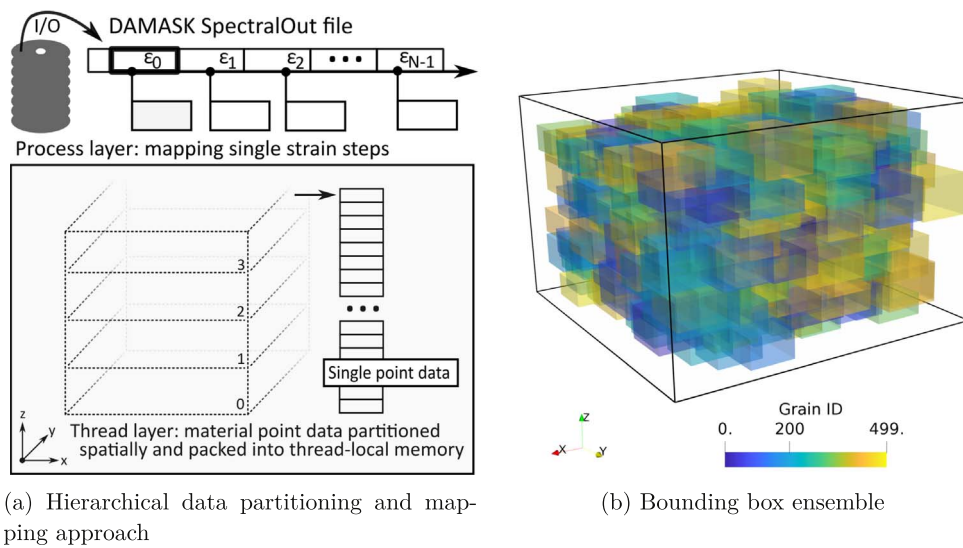 I/O
DAMASK SpectralOut file
ε0 ε1 ε2 ••• εN-1
Process layer: mapping single strain steps
3
2
•••
1
Single point data
0
z
y
x
Thread layer: material point data partitioned
spatially and packed into thread-local memory
(a) Hierarchical data partitioning and map-
ping approach
Z
X
Y
Grain ID
0. 200 499.
(b) Bounding box ensemble